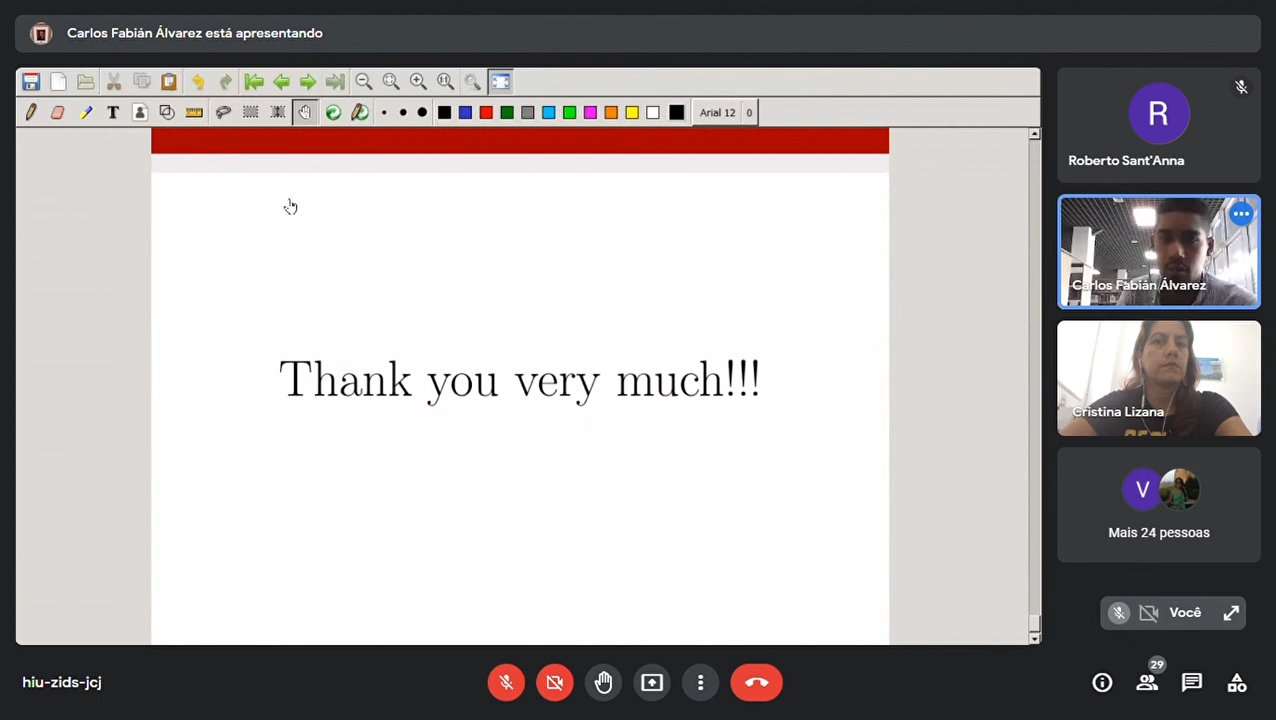 Carlos Fabián Álvarez está apresentando
T
Arial 12 0
Thank you very much!!!
R
Roberto Sant'Anna
Carlos Fabián Álvarez
Cristina Lizana
V
Mais 24 pessoas
Você
hiu-zids-jcj
29